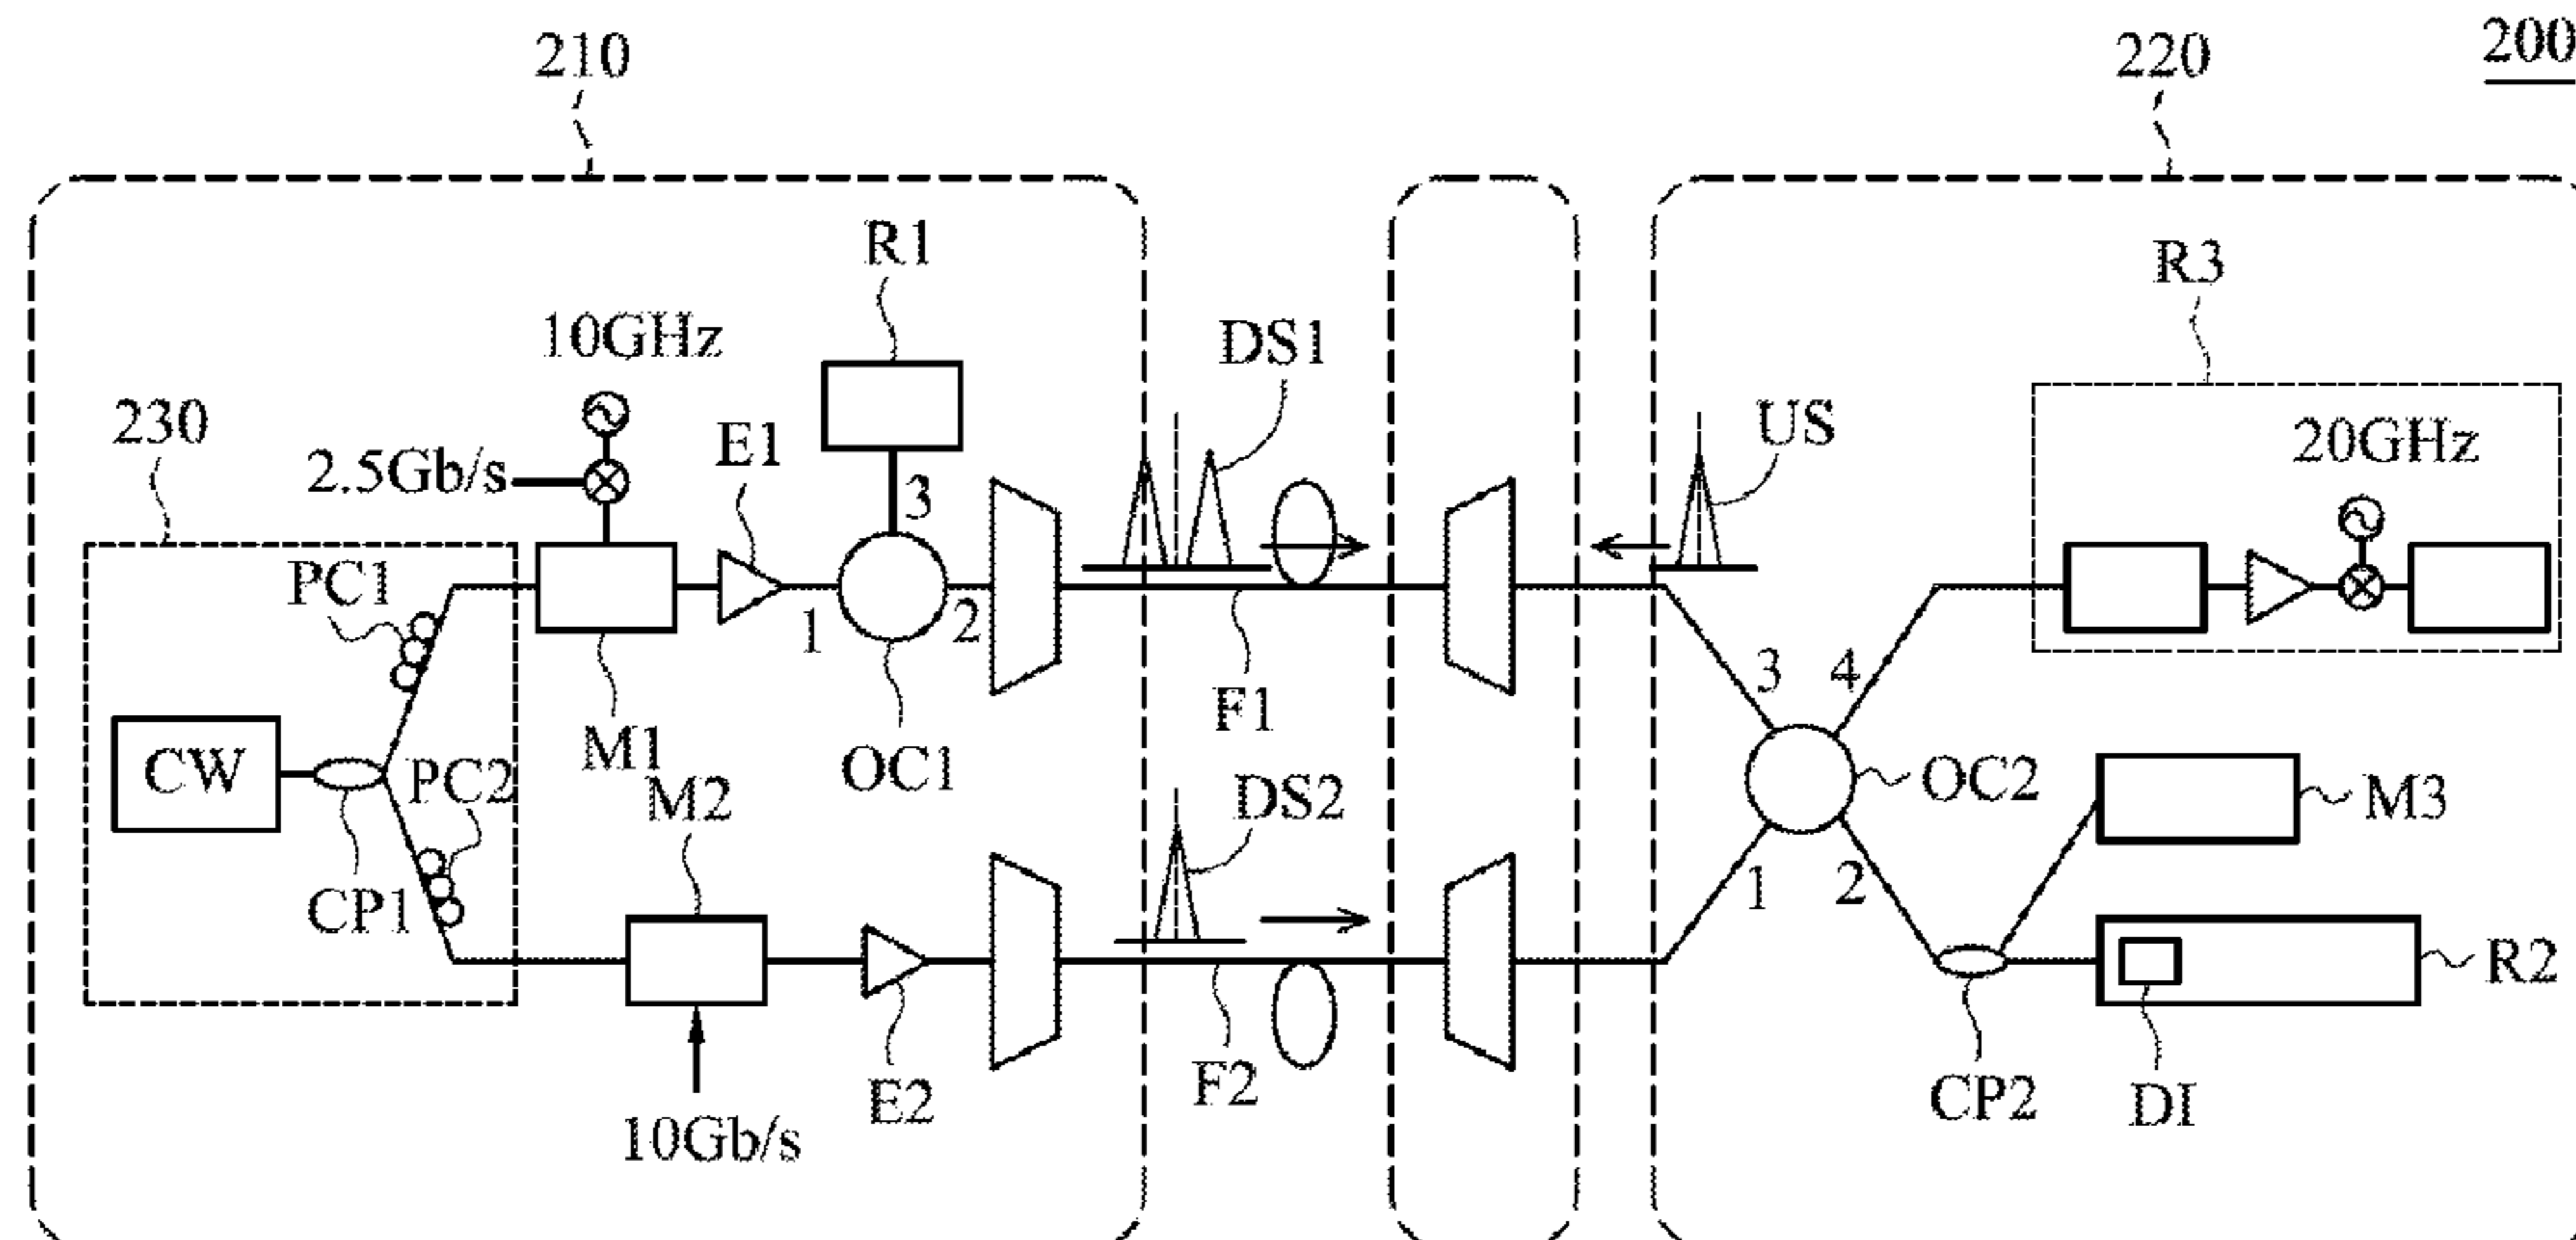 210
220
200
R1
R3
10GHz
DS1
230
E1
US
20GHz
2.5Gb/s
3
PC1
1
2
3
4
F1
M1
OC1
CW
PC2
M2
DS2
OC2
M3
CP1
1
2
R2
E2
F2
CP2
DI
10Gb/s